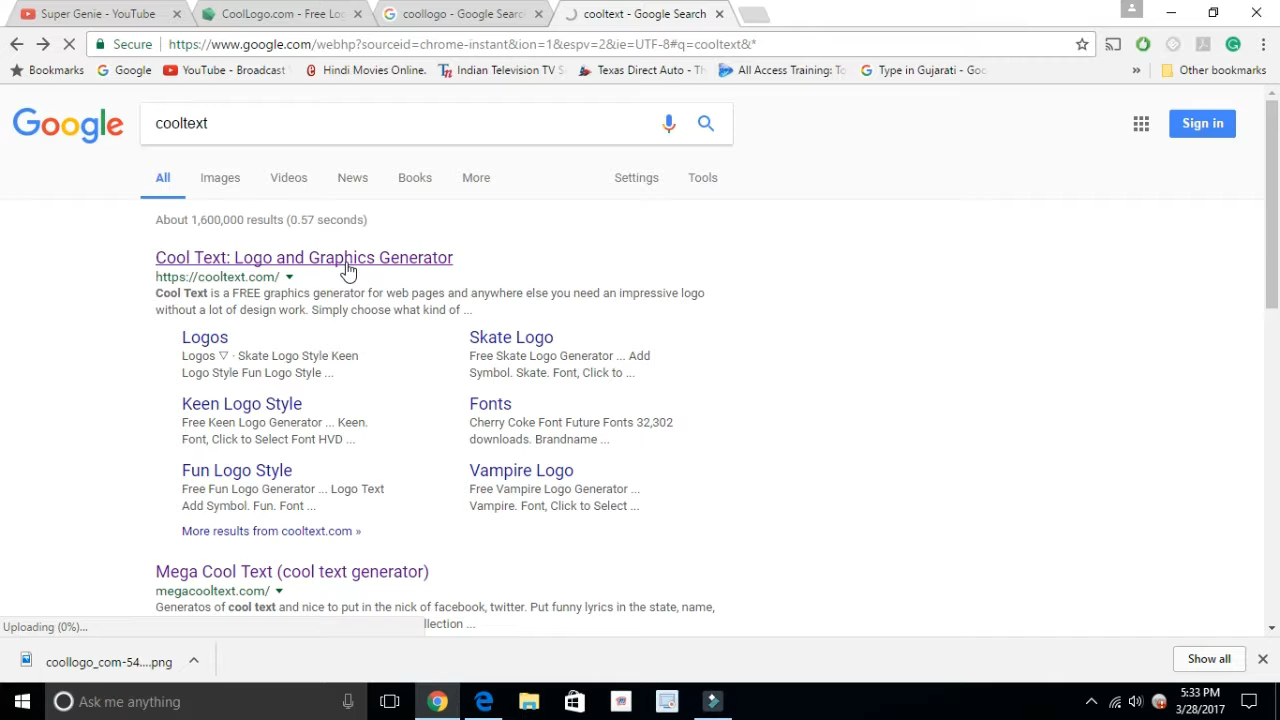 Super Genie - YouTube
CoolLogo.com - Free Lo
coollogo - Google Searc
cooltext - Google Search
Secure
https://www.google.com/webhp?sourceid=chrome-instant&ion=1&espv=2&ie=UTF-8#q=cooltext&*
Bookmarks
Google
YouTube - Broadcast
Hindi Movies Online.
Indian Television TV S
Texas Direct Auto - Th
All Access Training: To
Type in Gujarati - Goo
»
Other bookmarks
Google
cooltext
Sign in
All
Images
Videos
News
Books
More
Settings
Tools
About 1,600,000 results (0.57 seconds)
Cool Text: Logo and Graphics Generator
https://cooltext.com/
Cool Text is a FREE graphics generator for web pages and anywhere else you need an impressive logo
without a lot of design work. Simply choose what kind of ...
Logos
Logos ▽ · Skate Logo Style Keen
Logo Style Fun Logo Style ...
Skate Logo
Free Skate Logo Generator ... Add
Symbol. Skate. Font, Click to ...
Keen Logo Style
Free Keen Logo Generator ... Keen.
Font, Click to Select Font HVD ...
Fonts
Cherry Coke Font Future Fonts 32,302
downloads. Brandname ...
Fun Logo Style
Free Fun Logo Generator ... Logo Text
Add Symbol. Fun. Font ...
Vampire Logo
Free Vampire Logo Generator ...
Vampire. Font, Click to Select ...
More results from cooltext.com »
Mega Cool Text (cool text generator)
megacooltext.com/
Generatos of cool text and nice to put in the nick of facebook, twitter. Put funny lyrics in the state, name,
llection ...
Uploading (0%)...
coollogo_com-54....png
Show all
Ask me anything
5:33 PM
3/28/2017